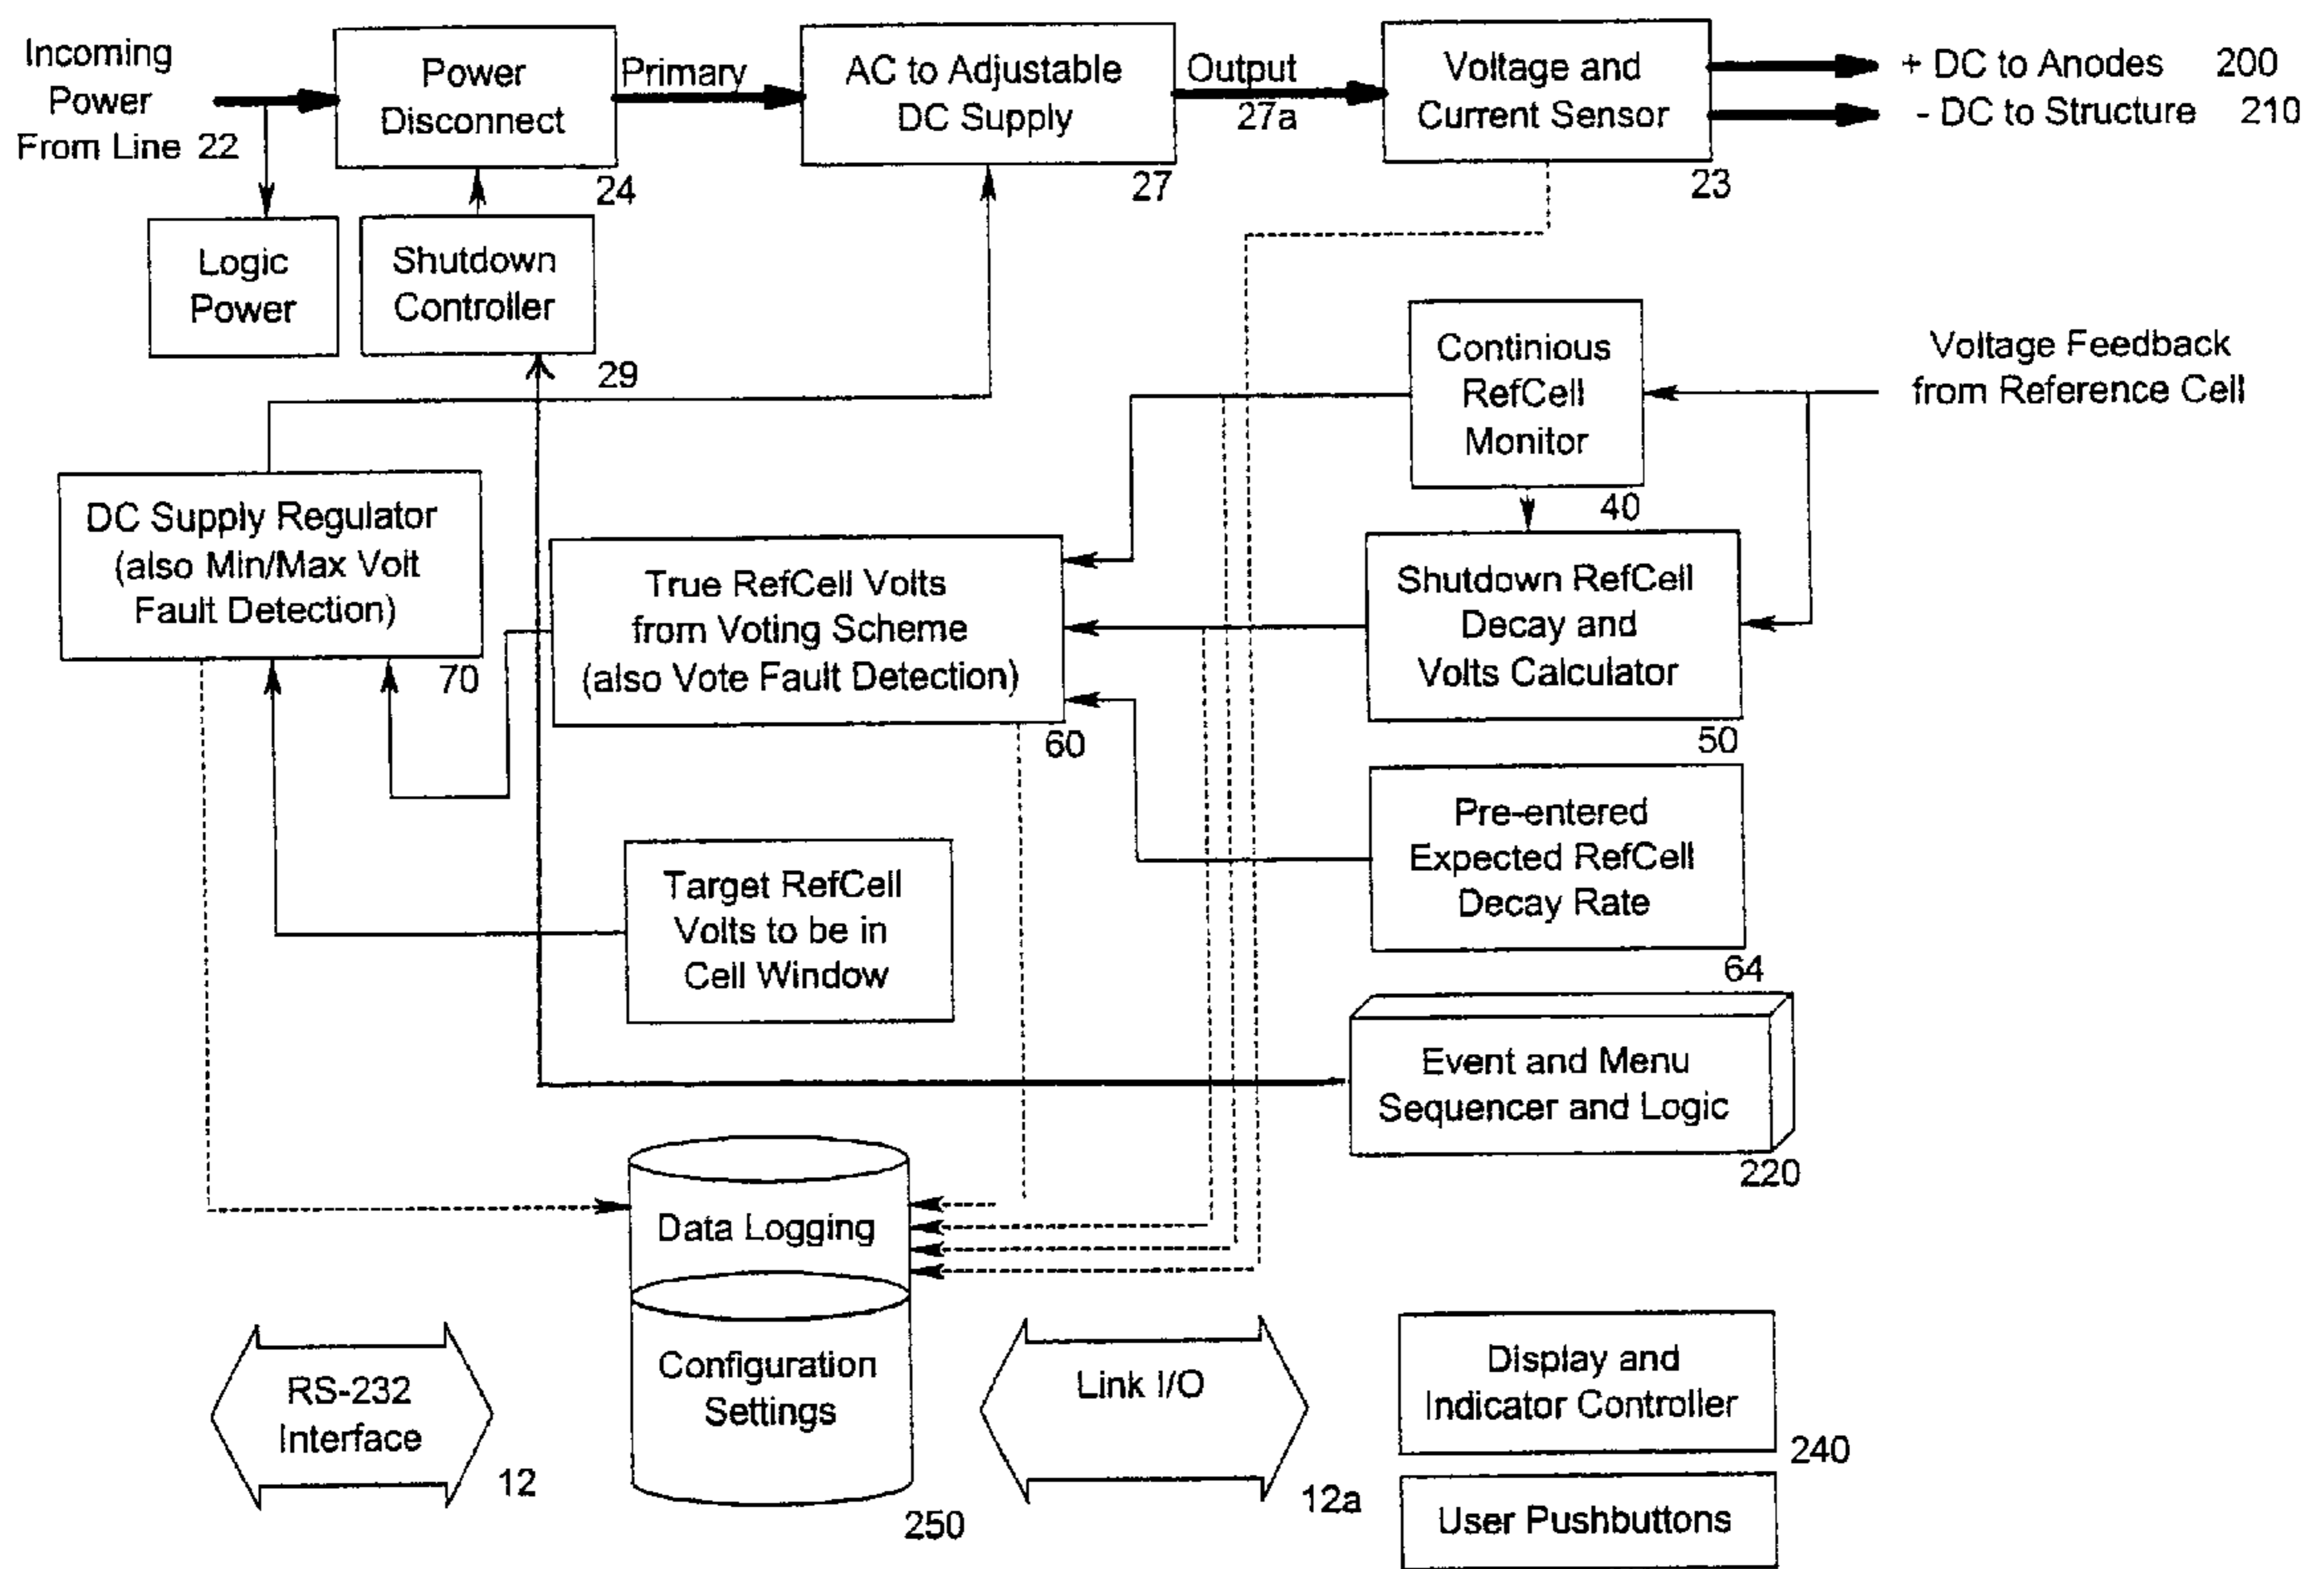 Incoming
Power
From Line 22
Power
Disconnect
24
Primary
AC to Adjustable
DC Supply
27
Output
27a
Voltage and
Current Sensor
23
+ DC to Anodes 200
- DC to Structure 210
Logic
Power
Shutdown
Controller
29
Continious
RefCell
Monitor
40
Voltage Feedback
from Reference Cell
DC Supply Regulator
(also Min/Max Volt
Fault Detection)
70
True RefCell Volts
from Voting Scheme
(also Vote Fault Detection)
60
Shutdown RefCell
Decay and
Volts Calculator
50
Pre-entered
Expected RefCell
Decay Rate
64
Target RefCell
Volts to be in
Cell Window
Event and Menu
Sequencer and Logic
220
Data Logging
Configuration
Settings
250
RS-232
Interface
12
Link I/O
12a
Display and
Indicator Controller
240
User Pushbuttons